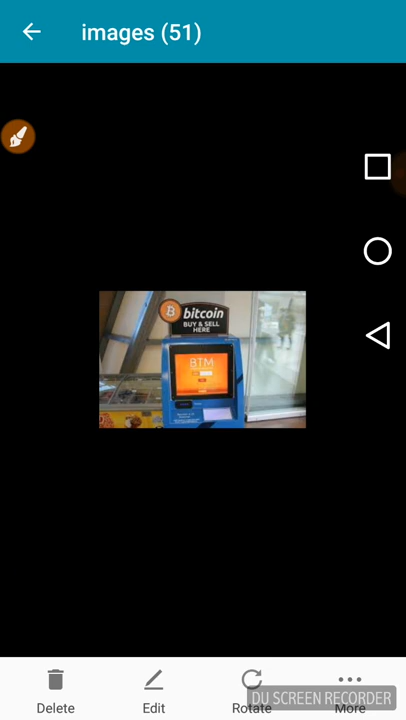 images (51)
bitcoin
BUY & SELL
HERE
BTM
Delete
Edit
Rotate
More
DU SCREEN RECORDER